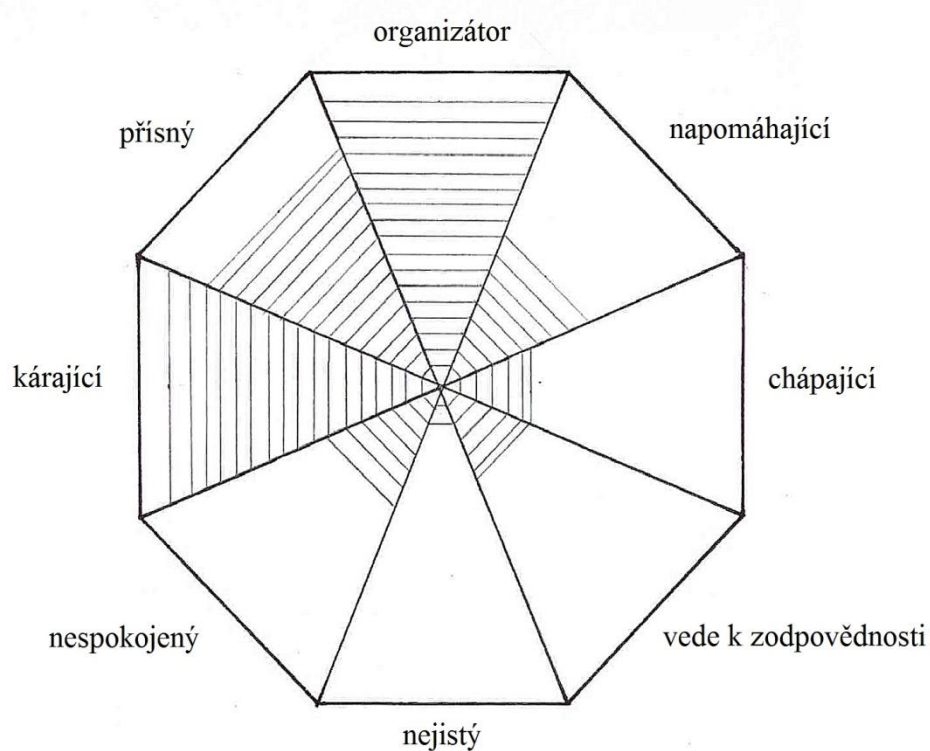 organizátor
přísný
napomáhající
kárající
chápající
nespokojený
vede k zodpovědnosti
nejistý